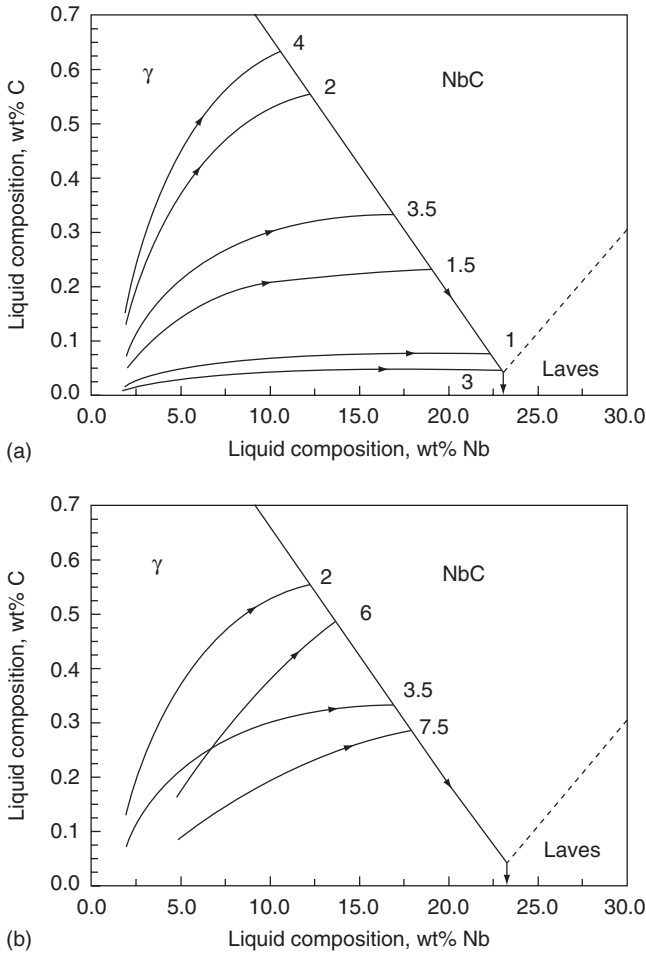 0.7
0.6
0.5
0.4
0.3
0.2
0.1
0.0
Liquid composition, wt% C
γ
NbC
4
2
3.5
1.5
1
3
Laves
0.0 5.0 10.0 15.0 20.0 25.0 30.0
(a)
Liquid composition, wt% Nb
0.7
0.6
0.5
0.4
0.3
0.2
0.1
0.0
Liquid composition, wt% C
γ
NbC
2
6
3.5
7.5
Laves
0.0 5.0 10.0 15.0 20.0 25.0 30.0
(b)
Liquid composition, wt% Nb